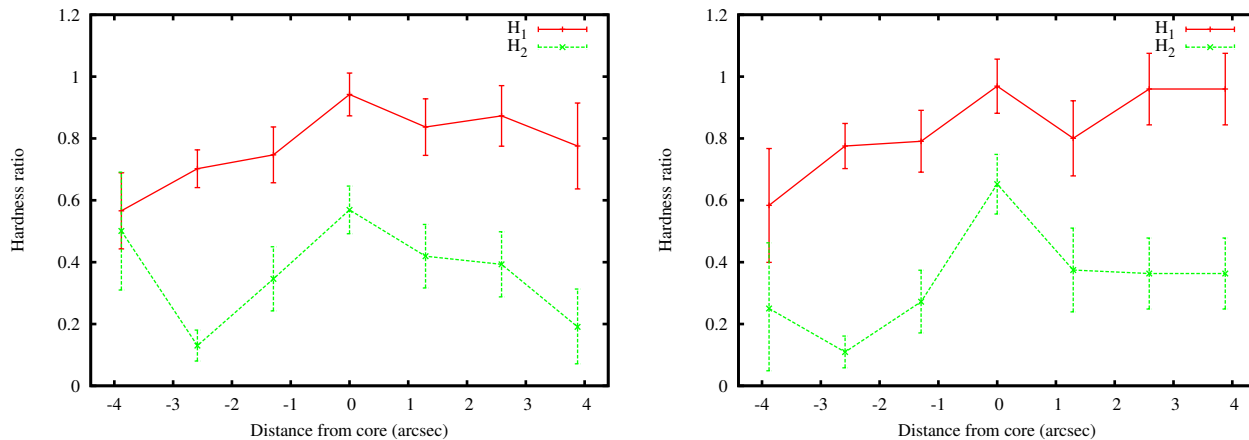 1.2
1
0.8
0.6
0.4
0.2
0
Hardness ratio
H1
H2
-4 -3 -2 -1 0 1 2 3 4
Distance from core (arcsec)
1.2
1
0.8
0.6
0.4
0.2
0
Hardness ratio
H1
H2
-4 -3 -2 -1 0 1 2 3 4
Distance from core (arcsec)